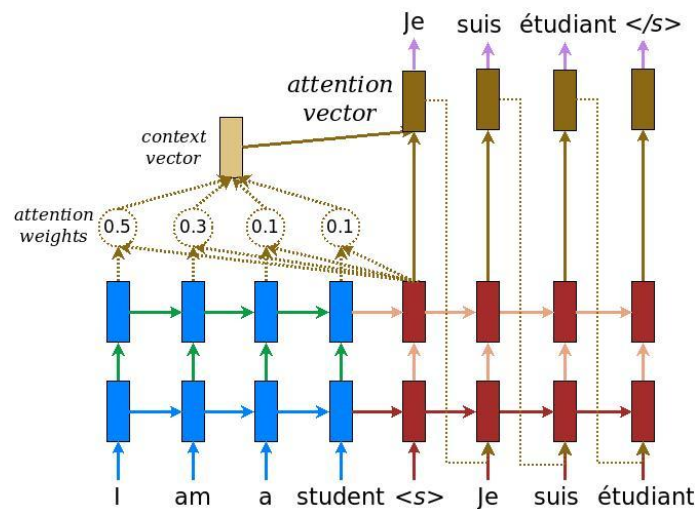 Je suis étudiant </s>
attention
vector
context
vector
attention
weights
0.5 0.3 0.1 0.1
I am a student <s> Je suis étudiant